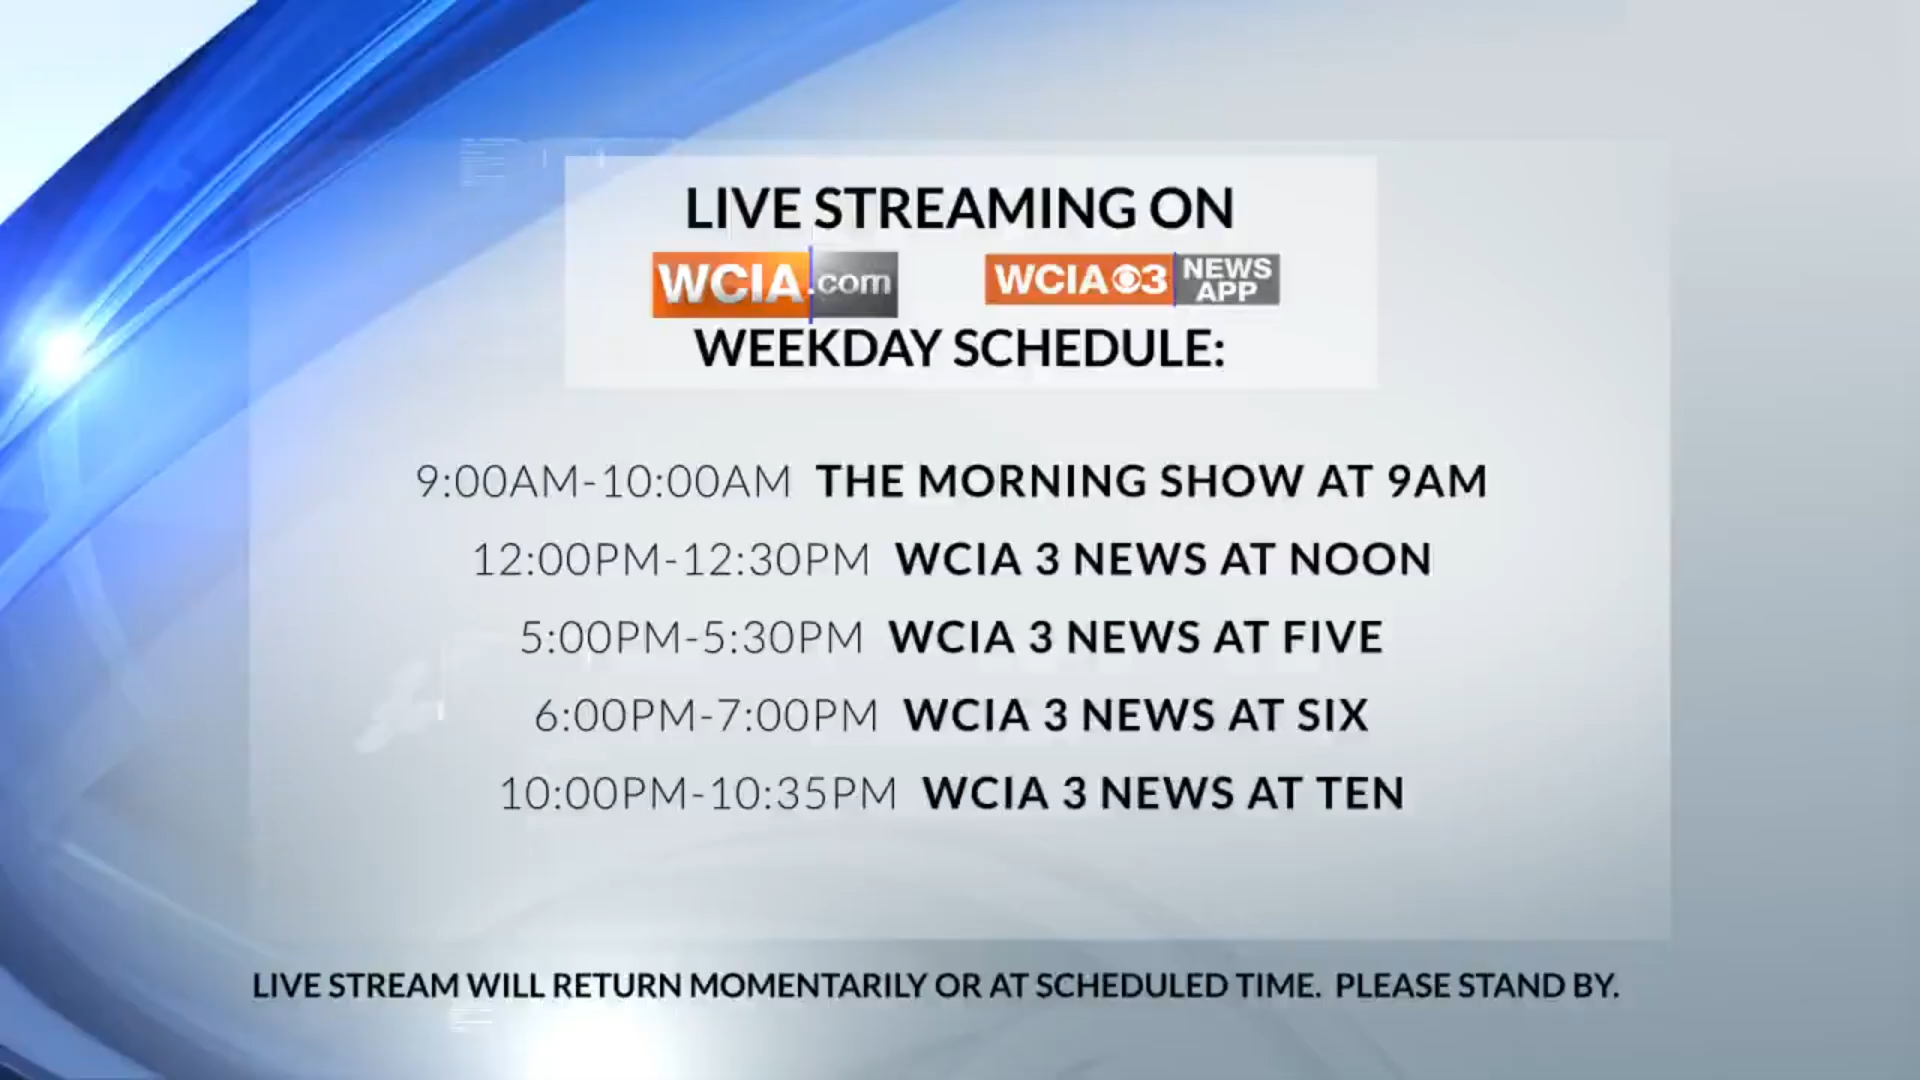 LIVE STREAMING ON
WCIA.com WCIA 3 NEWS APP
WEEKDAY SCHEDULE:
9:00AM-10:00AM THE MORNING SHOW AT 9AM
12:00PM-12:30PM WCIA 3 NEWS AT NOON
5:00PM-5:30PM WCIA 3 NEWS AT FIVE
6:00PM-7:00PM WCIA 3 NEWS AT SIX
10:00PM-10:35PM WCIA 3 NEWS AT TEN
LIVE STREAM WILL RETURN MOMENTARILY OR AT SCHEDULED TIME. PLEASE STAND BY.